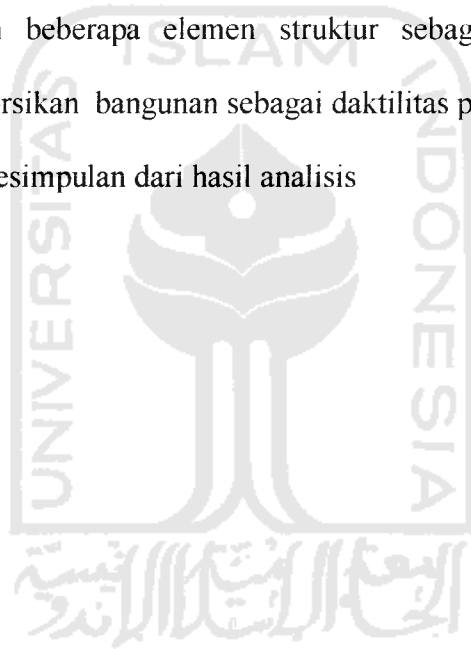 beberapa elemen struktur sebag
rsikan bangunan sebagai daktilitas p
esimpulan dari hasil analisis
ISLAM
UNIVERSITAS
INDONESIA